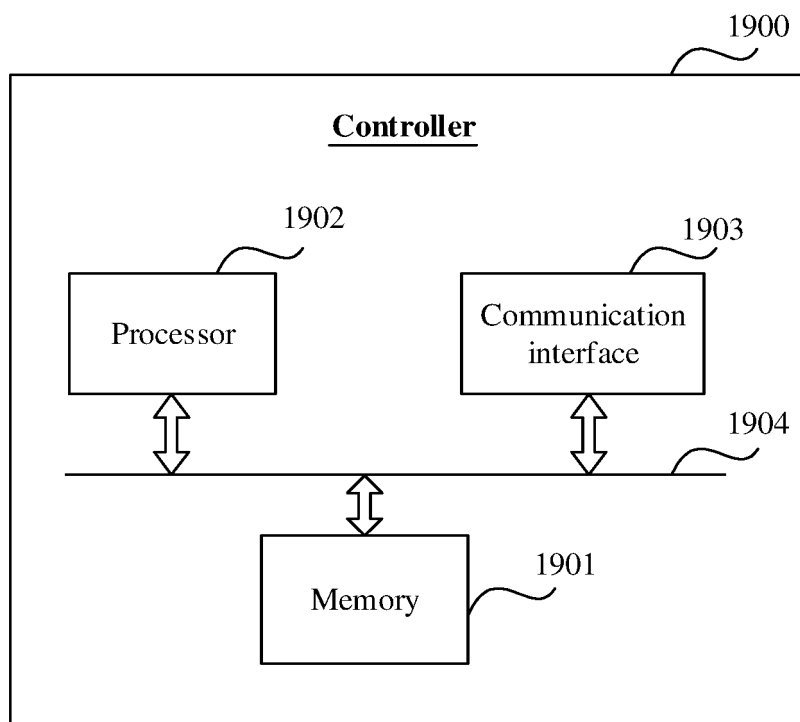 1900
Controller
1902
1903
Processor
Communication
interface
1904
1901
Memory